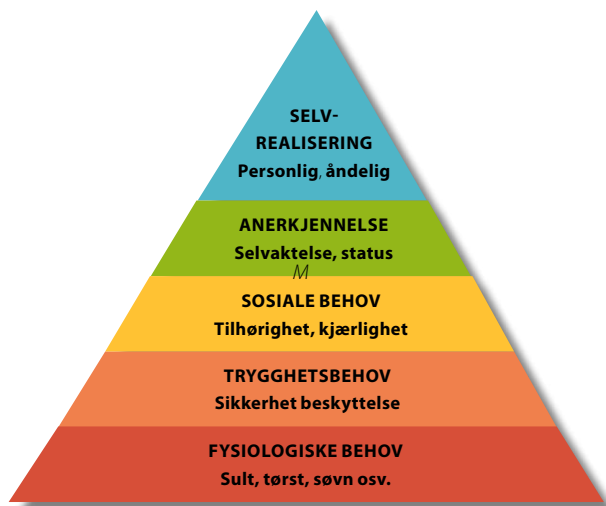 SELV-
REALISERING
Personlig, åndelig
ANERKJENNELSE
Selvaktelse, status
M
SOSIALE BEHOV
Tilhørighet, kjærlighet
TRYGGHETSBEHOV
Sikkerhet beskyttelse
FYSIOLOGISKE BEHOV
Sult, tørst, søvn osv.